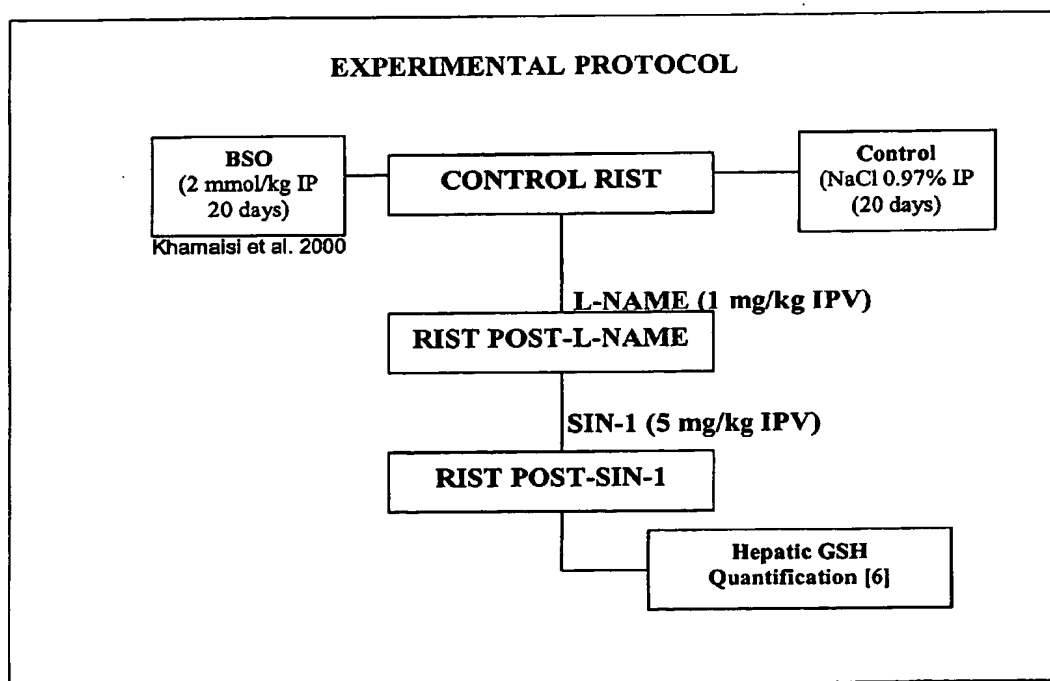 EXPERIMENTAL PROTOCOL
BSO
(2 mmol/kg IP
20 days)
Khamaisi et al. 2000
CONTROL RIST
Control
(NaCl 0.97% IP
(20 days)
L-NAME (1 mg/kg IPV)
RIST POST-L-NAME
SIN-1 (5 mg/kg IPV)
RIST POST-SIN-1
Hepatic GSH
Quantification [6]